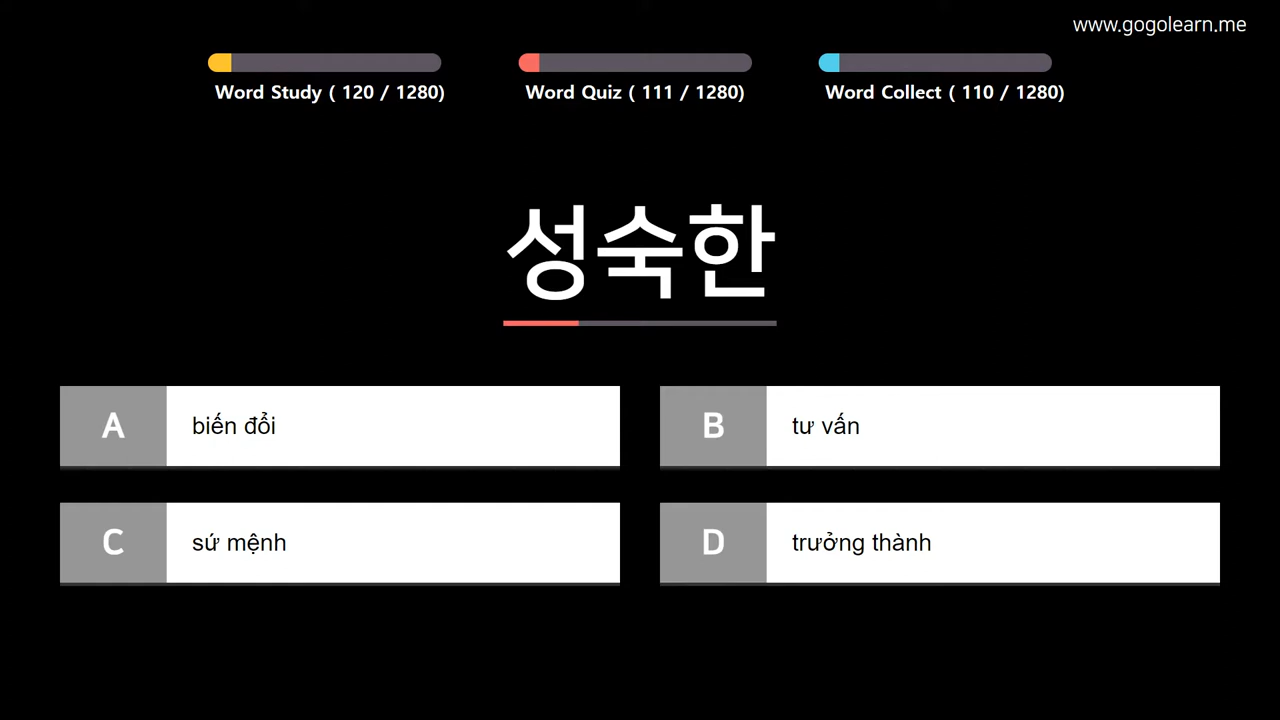 www.gogolearn.me
Word Study ( 120 / 1280)
Word Quiz ( 111 / 1280)
Word Collect ( 110 / 1280)
성숙한
A biến đổi
B tư vấn
C sứ mệnh
D trưởng thành